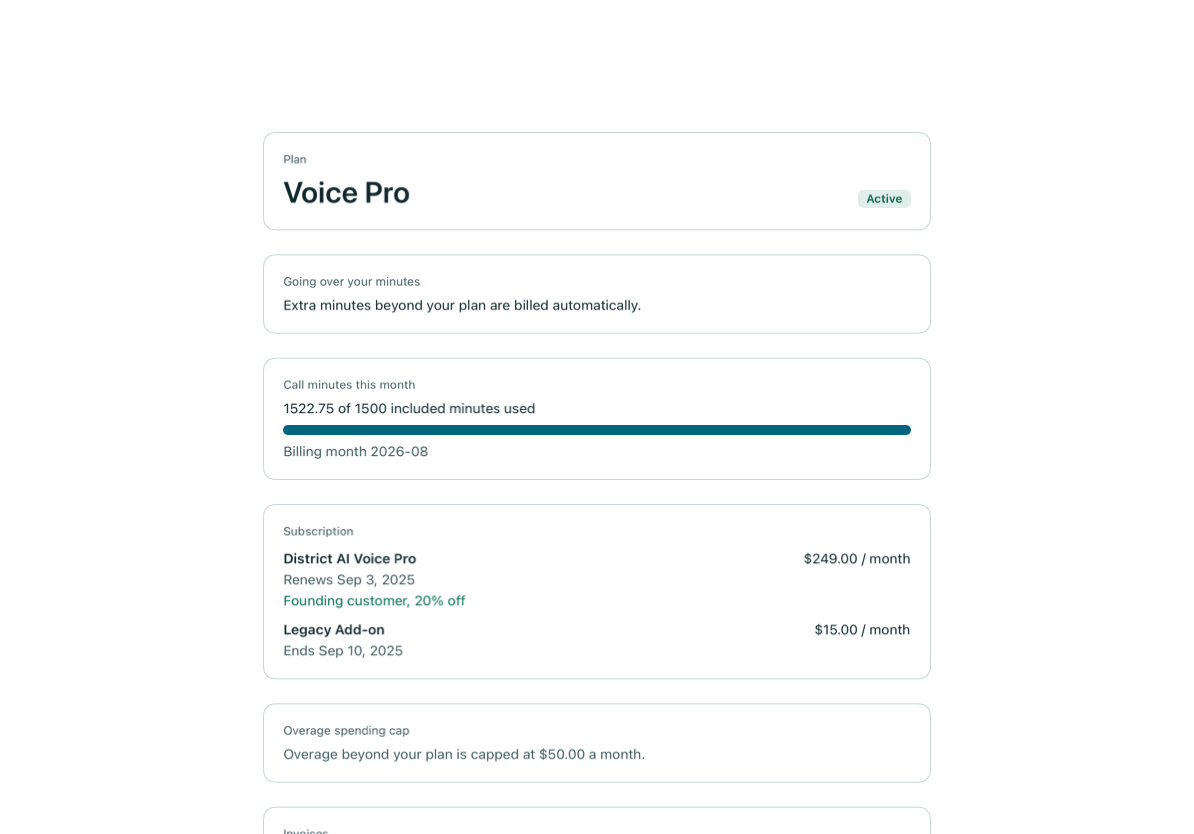 Plan
Voice Pro
Active
Going over your minutes
Extra minutes beyond your plan are billed automatically.
Call minutes this month
1522.75 of 1500 included minutes used
Billing month 2026-08
Subscription
District AI Voice Pro
$249.00 / month
Renews Sep 3, 2025
Founding customer, 20% off
Legacy Add-on
$15.00 / month
Ends Sep 10, 2025
Overage spending cap
Overage beyond your plan is capped at $50.00 a month.
Invoices